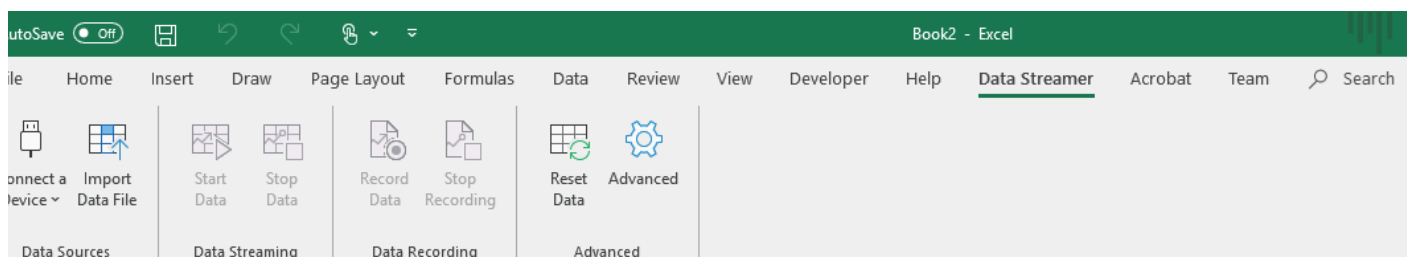 utoSave Off Book2 - Excel
ile Home Insert Draw Page Layout Formulas Data Review View Developer Help Data Streamer Acrobat Team Search
onnect a Import Start Stop Record Stop Reset Advanced
Device Data File Data Data Data Recording Data
Data Sources Data Streaming Data Recording Advanced